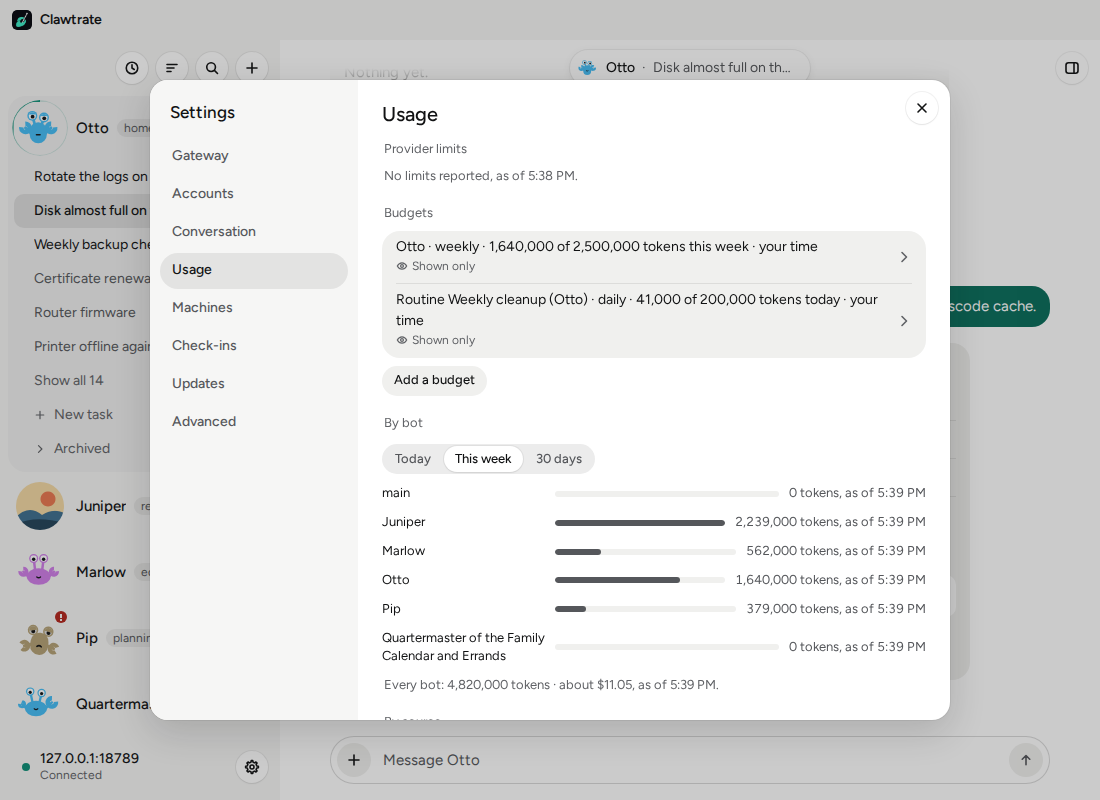 Clawtrate
Nothing yet.
Otto · Disk almost full on th…
Otto
Rotate the logs on
Disk almost full on
Weekly backup
Router firmware
Printer offline
Show all 14
New task
Archived
Juniper
Marlow
Pip
127.0.0.1:18789
Connected
Settings
Gateway
Accounts
Conversation
Usage
Machines
Check-ins
Updates
Advanced
Usage
Provider limits
No limits reported, as of 5:38 PM.
Budgets
Otto · weekly · 1,640,000 of 2,500,000 tokens this week · your time
Shown only
Routine Weekly cleanup (Otto) · daily · 41,000 of 200,000 tokens today · your
time
Shown only
Add a budget
By bot
Today This week 30 days
main 0 tokens, as of 5:39 PM
Juniper 2,239,000 tokens, as of 5:39 PM
Marlow 562,000 tokens, as of 5:39 PM
Otto 1,640,000 tokens, as of 5:39 PM
Pip 379,000 tokens, as of 5:39 PM
Quartermaster of the Family
Calendar and Errands 0 tokens, as of 5:39 PM
Every bot: 4,820,000 tokens · about $11.05, as of 5:39 PM.
cache.
Message Otto